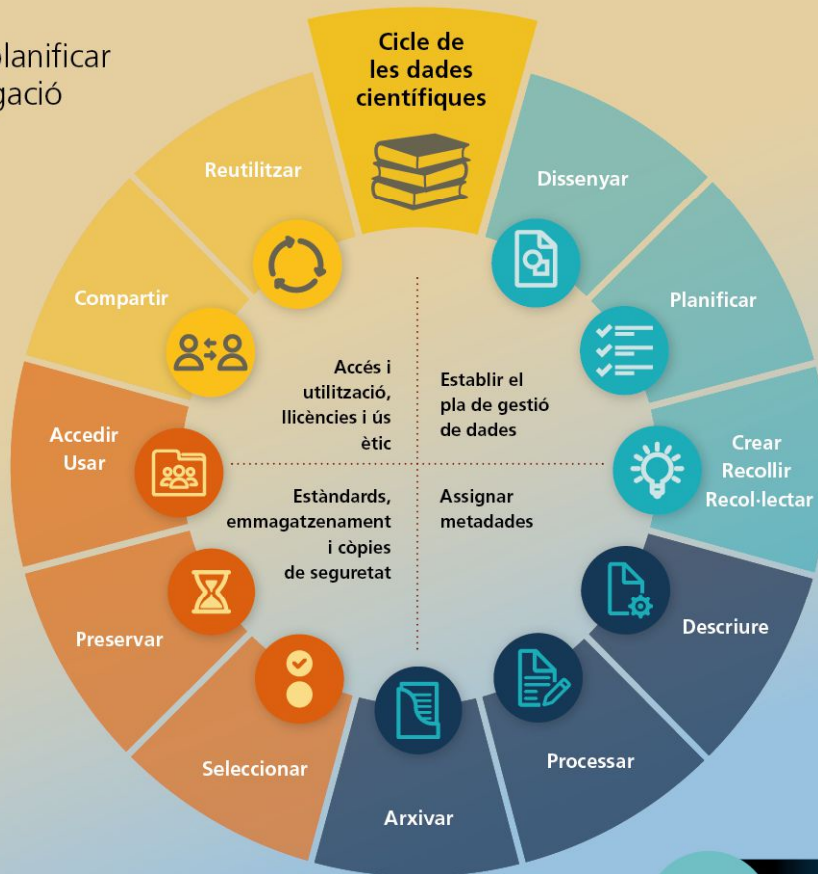 planificar
gació
Cicle de
les dades
científiques
Dissenyar
Planificar
Crear
Recollir
Recol·lectar
Descriure
Processar
Arxivar
Seleccionar
Preservar
Accedir
Usar
Compartir
Reutilitzar
Accés i
utilització,
llicències i ús
ètic
Establir el
pla de gestió
de dades
Estàndards,
emmagatzenament
i còpies
de seguretat
Assignar
metadades